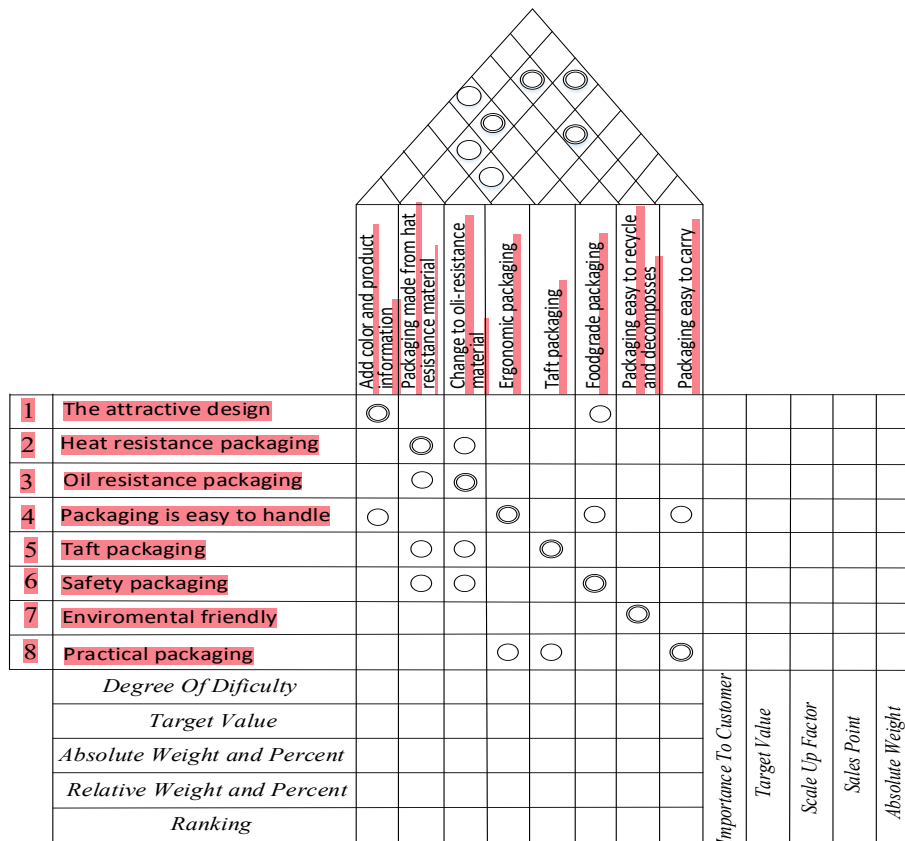 Add color and product
information
Packaging made from hat
resistance material
Change to oli-resistance
material
Ergonomic packaging
Taft packaging
Foodgrade packaging
Packaging easy to recycle
and decomposses
Packaging easy to carry
1 The attractive design
2 Heat resistance packaging
3 Oil resistance packaging
4 Packaging is easy to handle
5 Taft packaging
6 Safety packaging
7 Enviromental friendly
8 Practical packaging
Degree Of Dificulty
Target Value
Absolute Weight and Percent
Relative Weight and Percent
Ranking
Importance To Customer
Target Value
Scale Up Factor
Sales Point
Absolute Weight